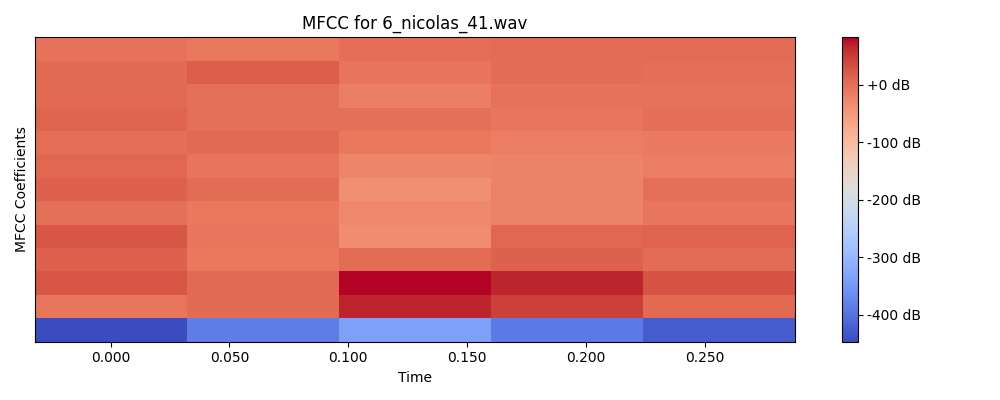 MFCC for 6_nicolas_41.wav
MFCC Coefficients
+0 dB
-100 dB
-200 dB
-300 dB
-400 dB
0.000 0.050 0.100 0.150 0.200 0.250
Time